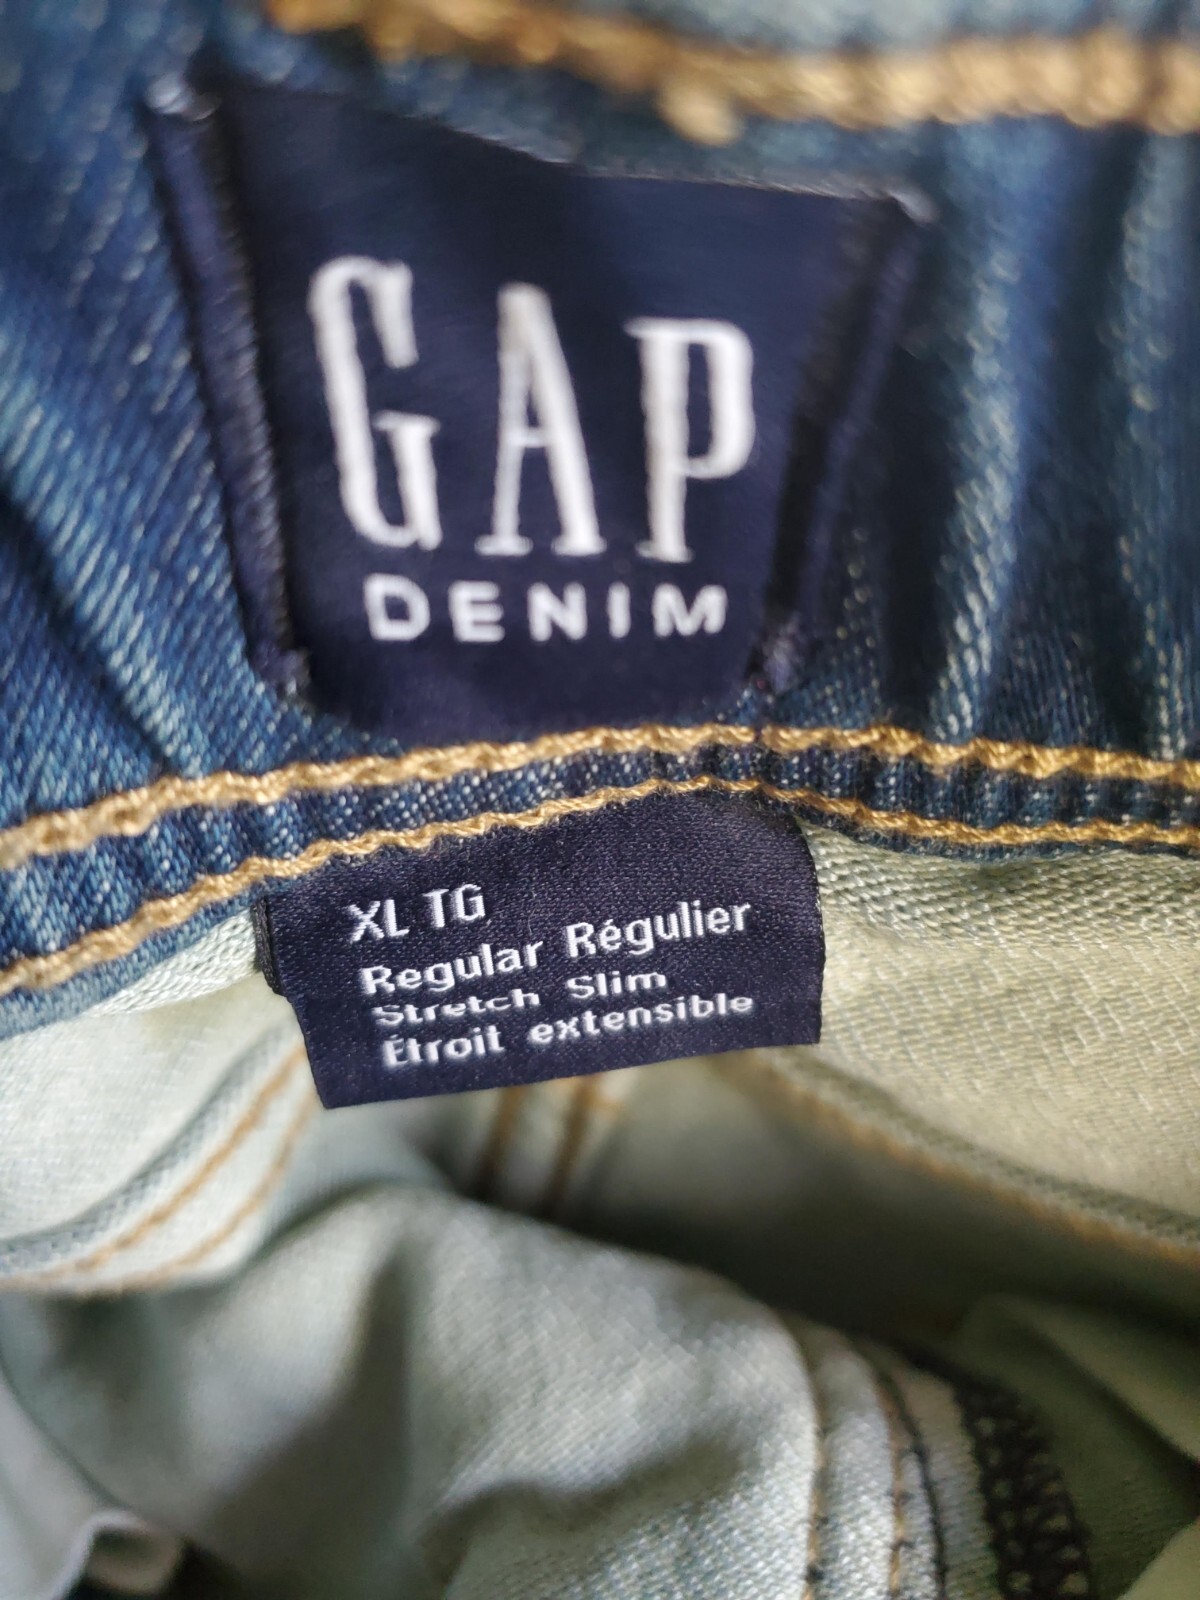 GAP
DENIM
XL TG
Regular Régulier
Stretch Slim
Étroit extensible